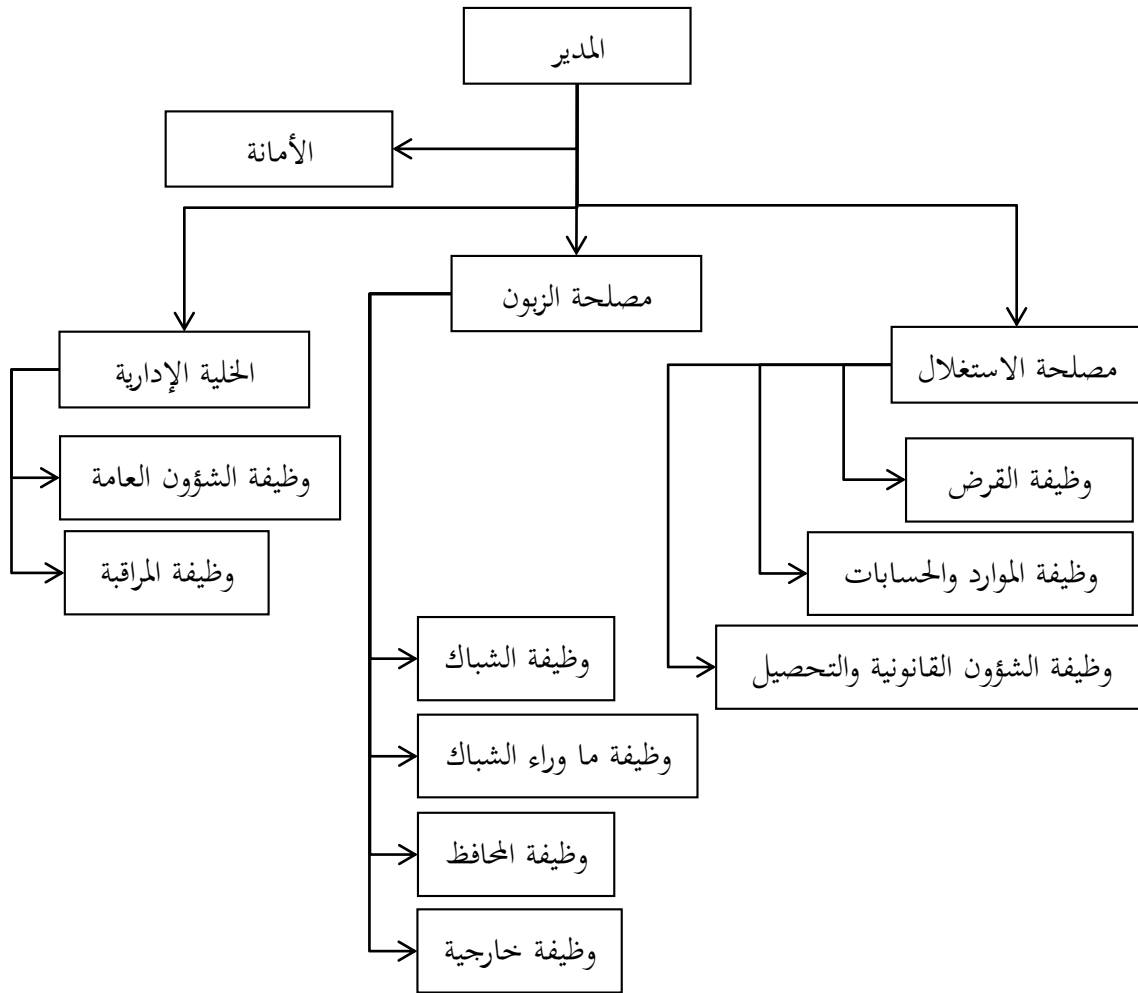 المدير
الأمانة
مصلحة الزبون
مصلحة الاستغلال
الخلية الإدارية
وظيفة القرض
وظيفة الشؤون العامة
وظيفة الموارد والحسابات
وظيفة المراقبة
وظيفة الشؤون القانونية والتحصيل
وظيفة الشباك
وظيفة ما وراء الشباك
وظيفة المحافظ
وظيفة خارجية